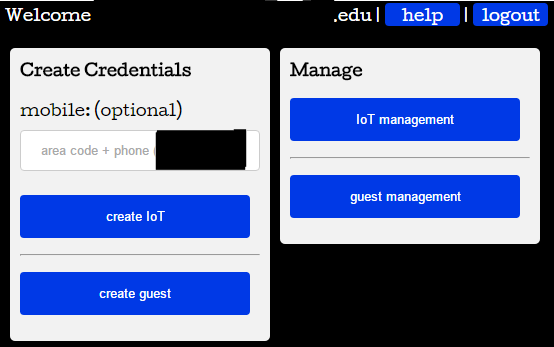 Welcome .edu | help | logout
Create Credentials
mobile: (optional)
area code + phone (
create IoT
create guest
Manage
IoT management
guest management